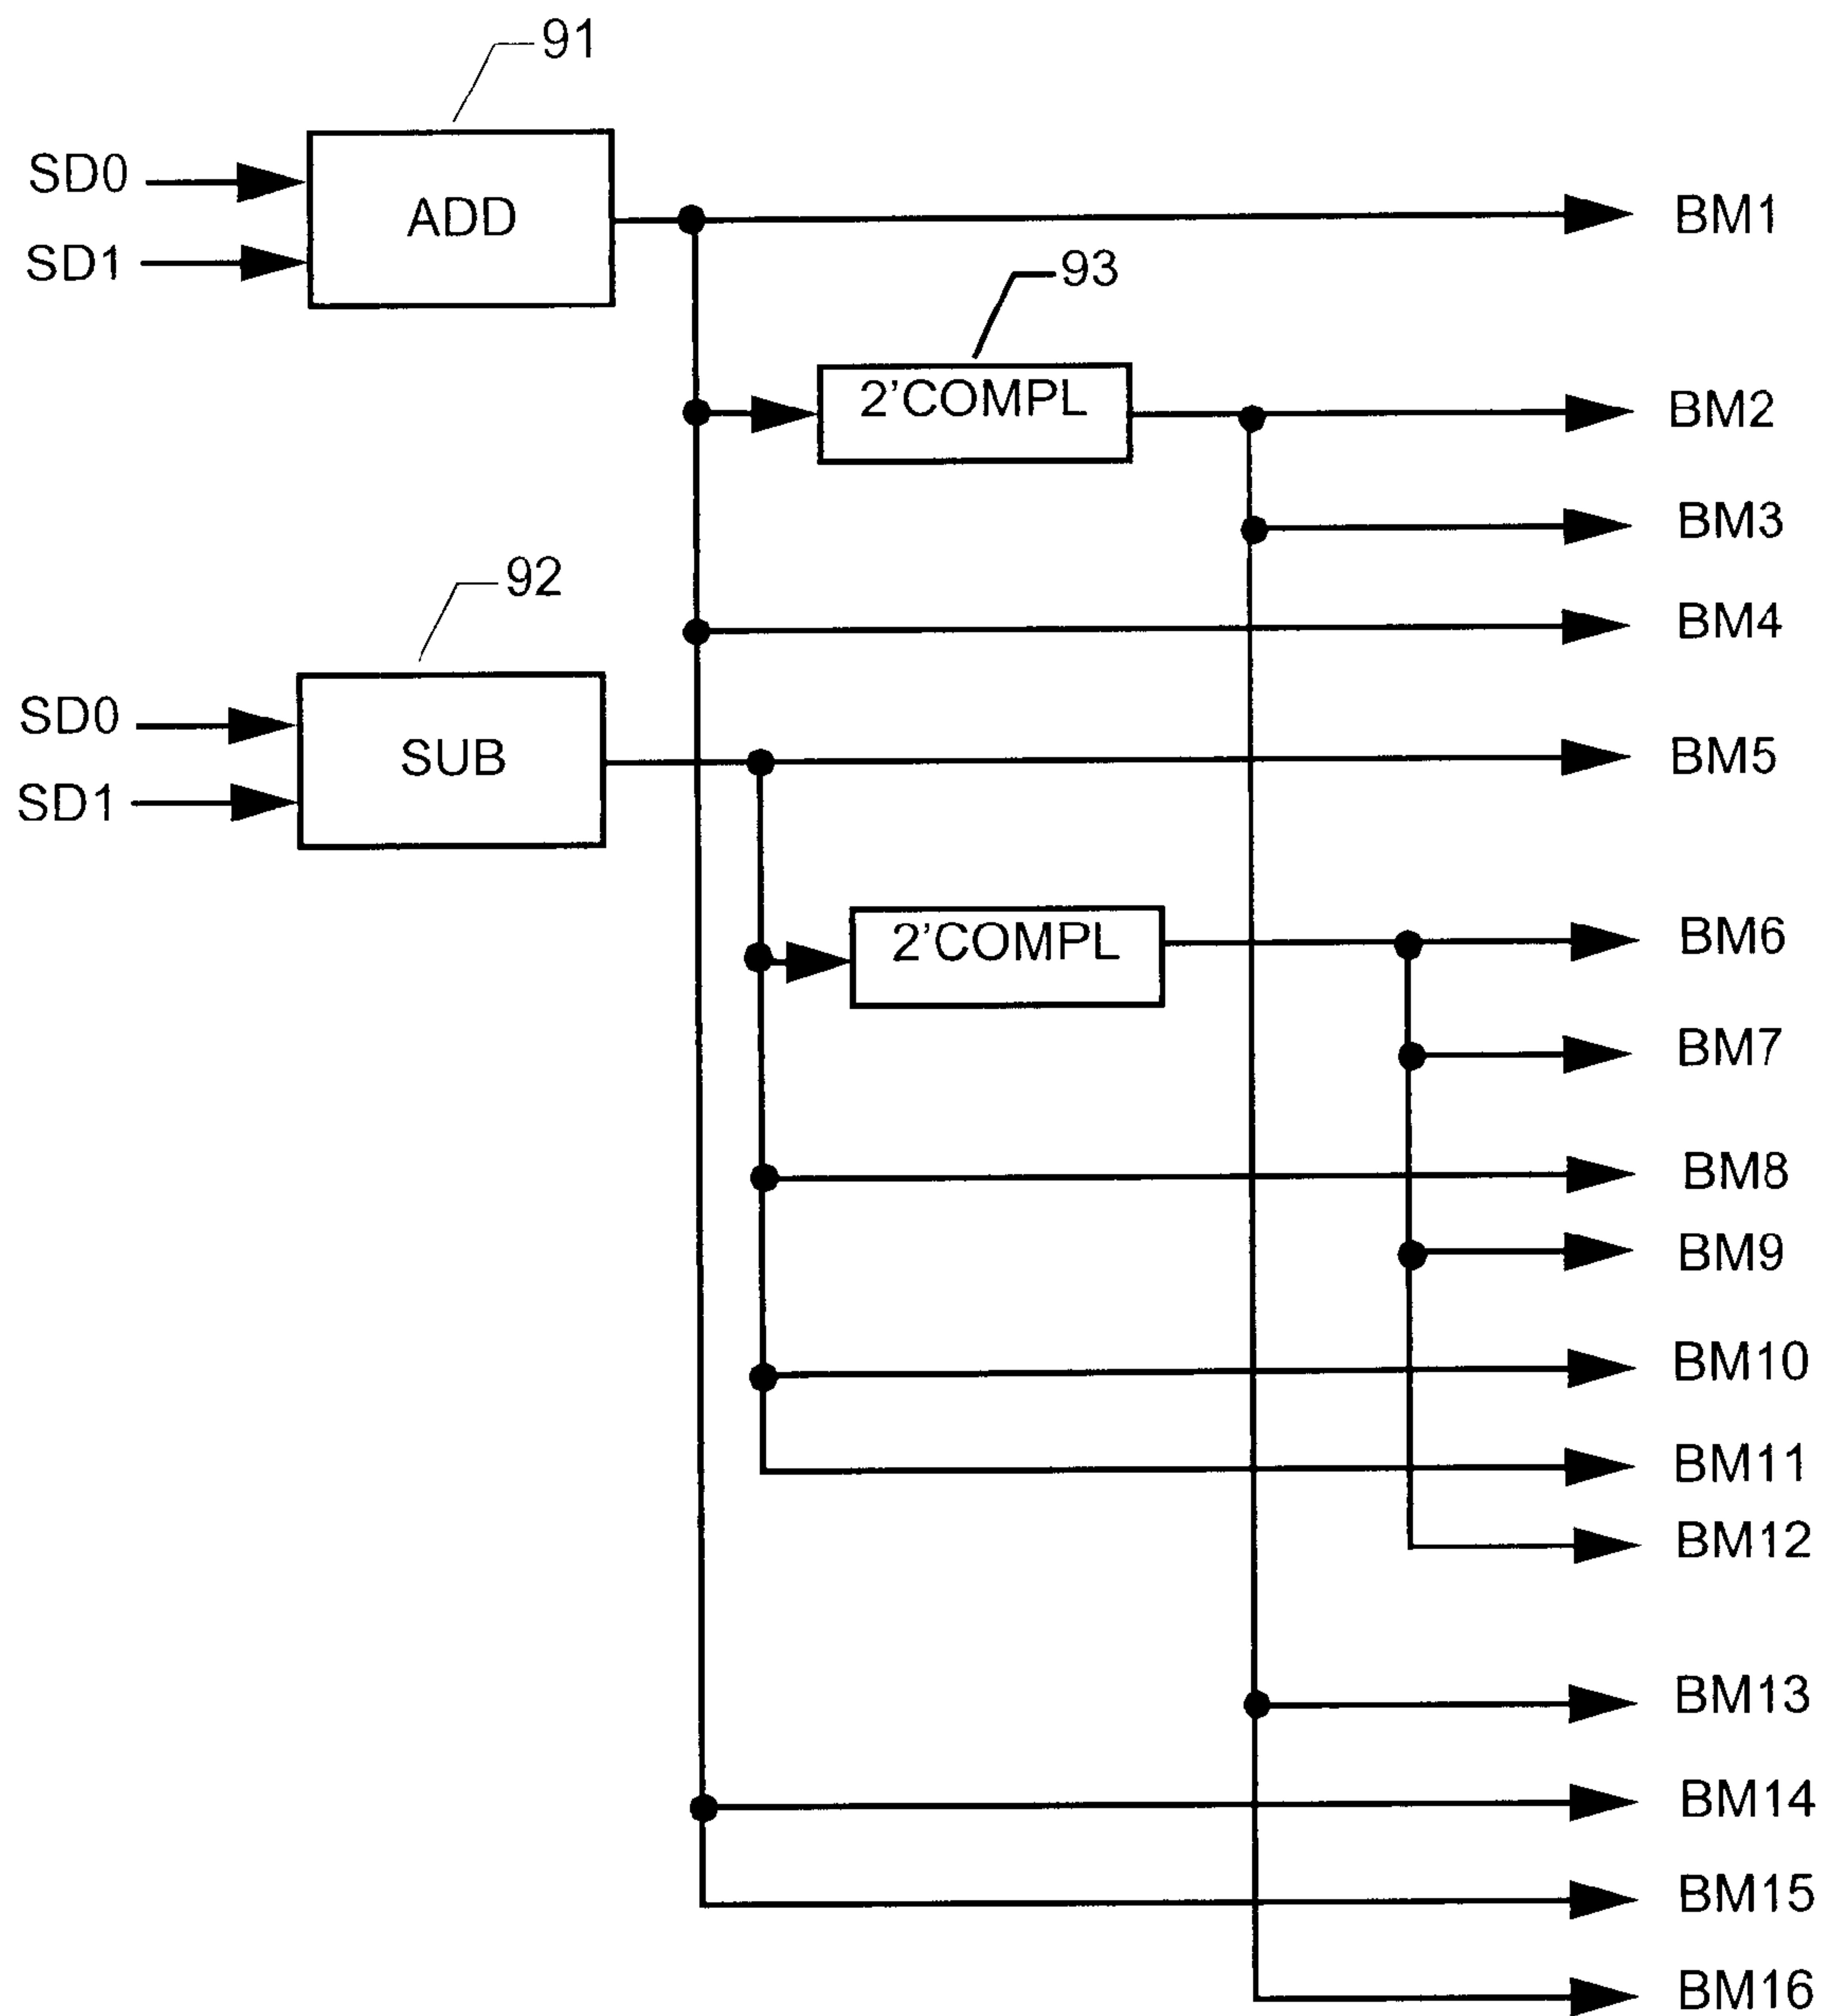 91
SD0
SD1
ADD
BM1
93
2'COMPL
BM2
BM3
92
BM4
SD0
SD1
SUB
BM5
2'COMPL
BM6
BM7
BM8
BM9
BM10
BM11
BM12
BM13
BM14
BM15
BM16